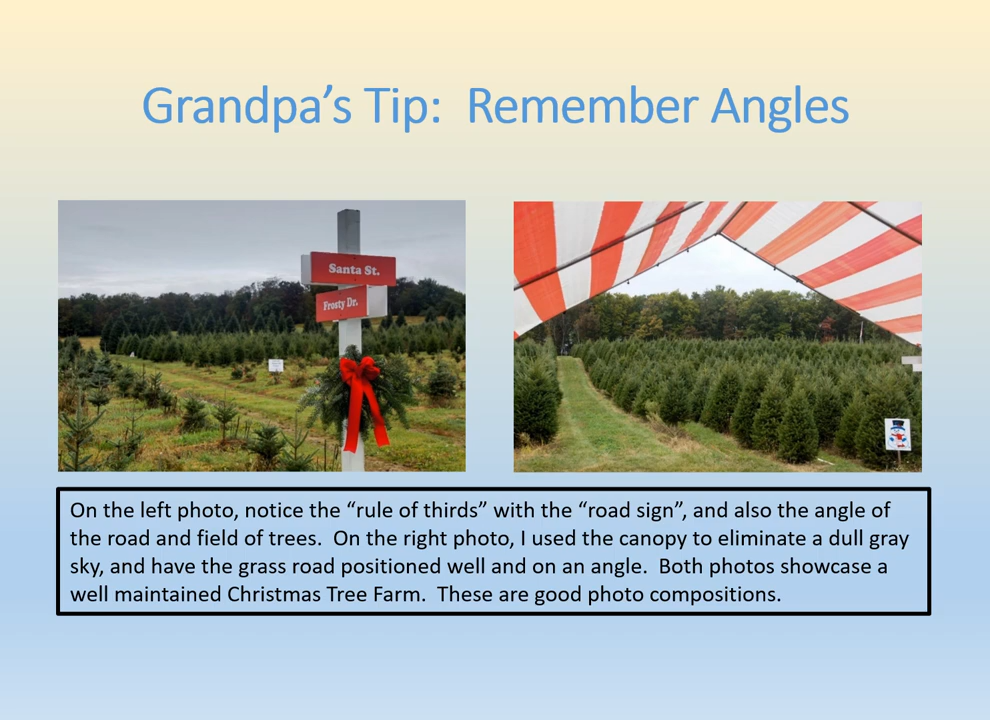 Grandpa’s Tip:  Remember Angles
Santa St.
Frosty Dr.
On the left photo, notice the “rule of thirds” with the “road sign”, and also the angle of
the road and field of trees.  On the right photo, I used the canopy to eliminate a dull gray
sky, and have the grass road positioned well and on an angle.  Both photos showcase a
well maintained Christmas Tree Farm.  These are good photo compositions.